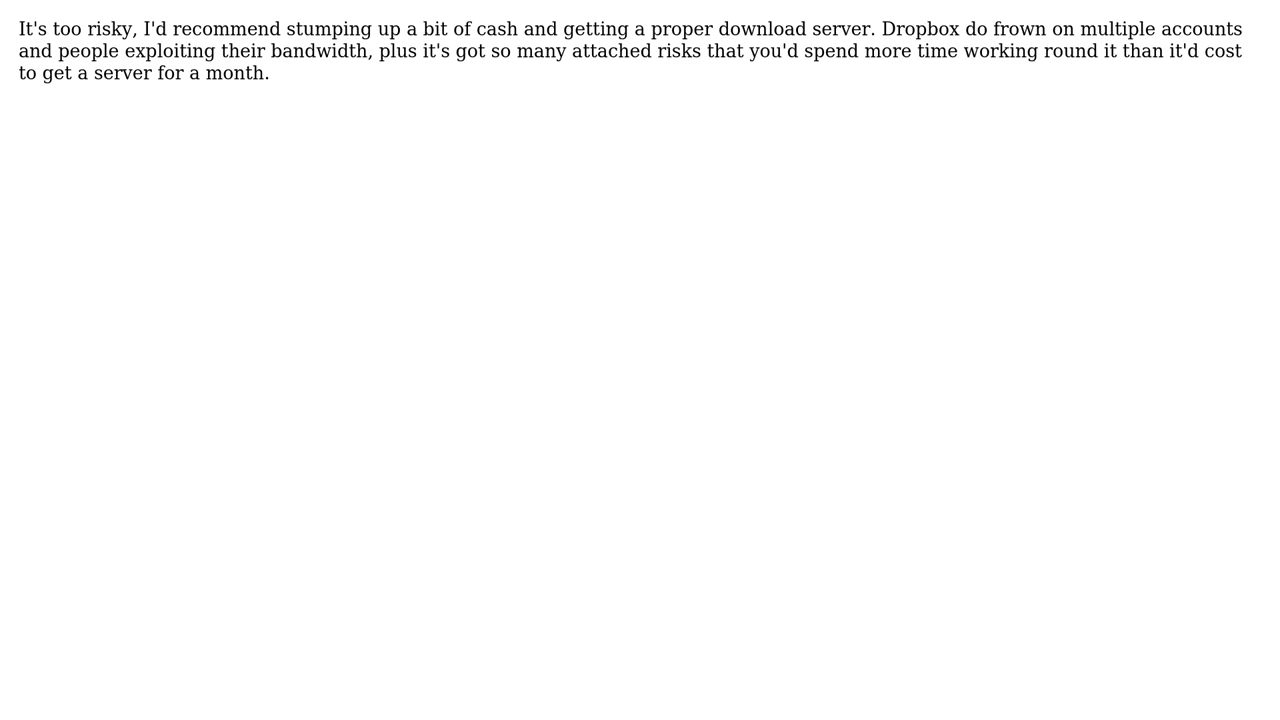 It's too risky, I'd recommend stumping up a bit of cash and getting a proper download server. Dropbox do frown on multiple accounts
and people exploiting their bandwidth, plus it's got so many attached risks that you'd spend more time working round it than it'd cost
to get a server for a month.